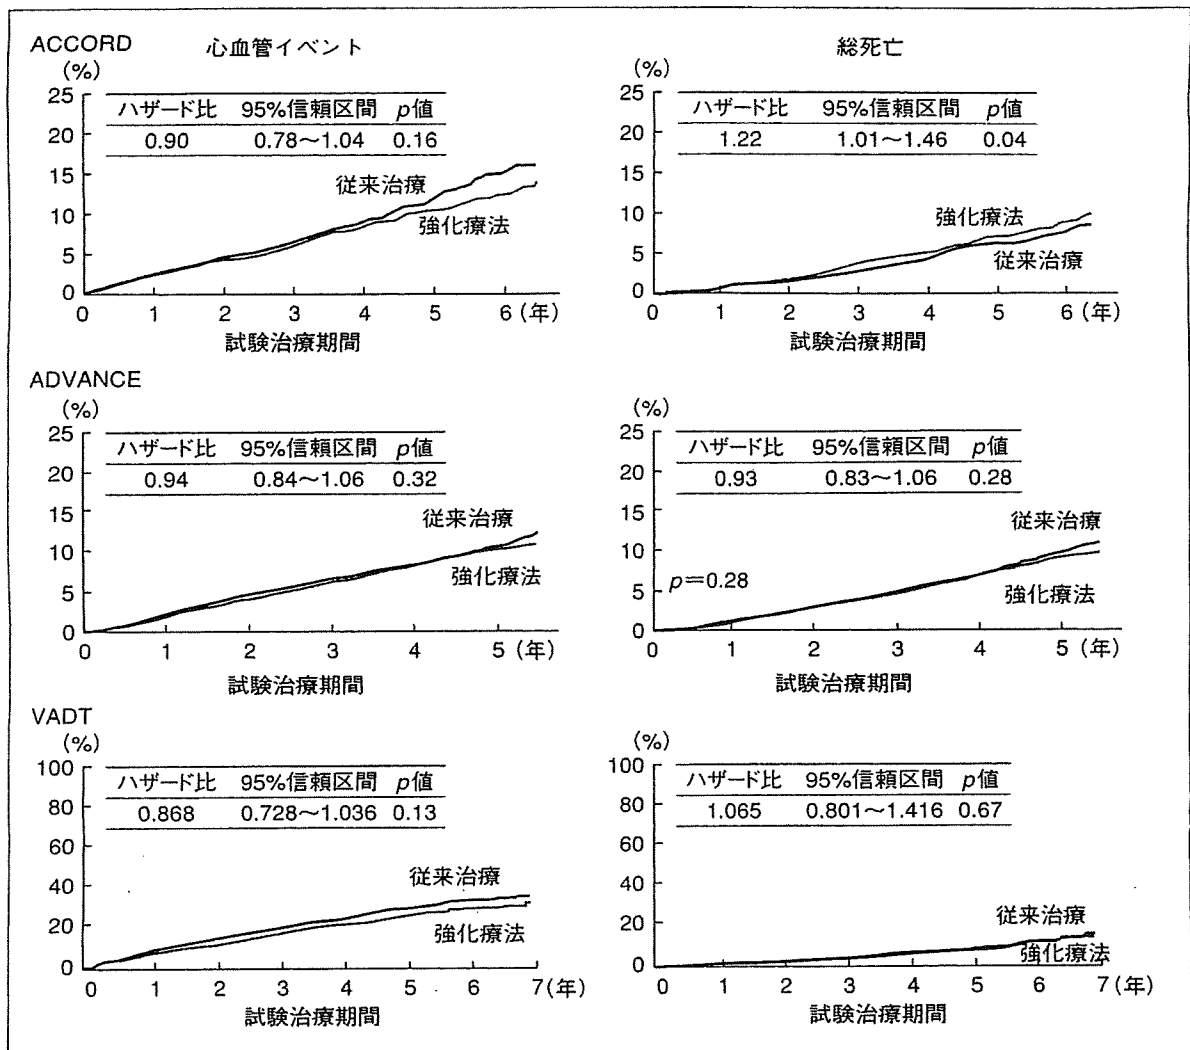 ACCORD 心血管イベント 総死亡
(%)
25
20
15
10
5
0
ハザード比 95%信頼区間 p値
0.90 0.78〜1.04 0.16
従来治療
強化療法
0 1 2 3 4 5 6 (年)
試験治療期間
(%)
25
20
15
10
5
0
ハザード比 95%信頼区間 p値
1.22 1.01〜1.46 0.04
強化療法
従来治療
0 1 2 3 4 5 6 (年)
試験治療期間
ADVANCE
(%)
25
20
15
10
5
0
ハザード比 95%信頼区間 p値
0.94 0.84〜1.06 0.32
従来治療
強化療法
0 1 2 3 4 5 (年)
試験治療期間
(%)
25
20
15
10
5
0
ハザード比 95%信頼区間 p値
0.93 0.83〜1.06 0.28
従来治療
p=0.28
強化療法
0 1 2 3 4 5 (年)
試験治療期間
VADT
(%)
100
80
60
40
20
0
ハザード比 95%信頼区間 p値
0.868 0.728〜1.036 0.13
従来治療
強化療法
0 1 2 3 4 5 6 7(年)
試験治療期間
(%)
100
80
60
40
20
0
ハザード比 95%信頼区間 p値
1.065 0.801〜1.416 0.67
従来治療
強化療法
0 1 2 3 4 5 6 7(年)
試験治療期間